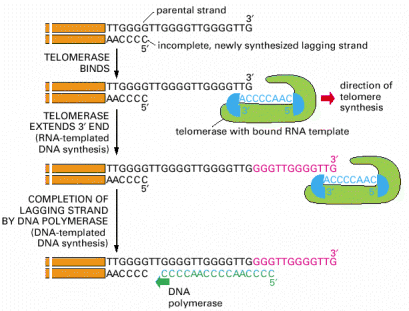 parental strand
3′
TTGGGGTTGGGGTTGGGGTTG
AACCCC
5′
incomplete, newly synthesized lagging strand
TELOMERASE
BINDS
3′
TTGGGGTTGGGGTTGGGGTTG
AACCCC
5′
ACCCCAAC
3′ 5′
direction of
telomere
synthesis
telomerase with bound RNA template
TELOMERASE
EXTENDS 3′ END
(RNA-templated
DNA synthesis)
3′
TTGGGGTTGGGGTTGGGGTTGGGGTTGGGGTTG
AACCCC
5′
ACCCCAAC
3′ 5′
COMPLETION OF
LAGGING STRAND
BY DNA POLYMERASE
(DNA-templated
DNA synthesis)
3′
TTGGGGTTGGGGTTGGGGTTGGGGTTGGGGTTG
AACCCC CCCCAACCCCAACCCC
5′
DNA
polymerase